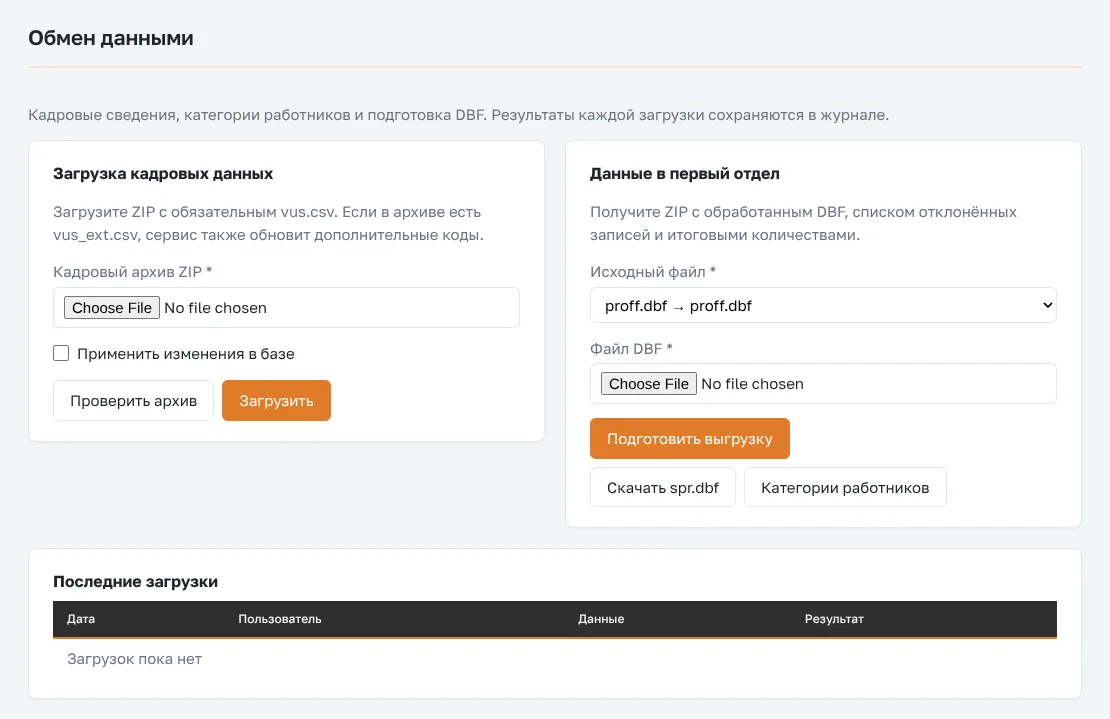 Обмен данными
Кадровые сведения, категории работников и подготовка DBF. Результаты каждой загрузки сохраняются в журнале.
Загрузка кадровых данных
Загрузите ZIP с обязательным vus.csv. Если в архиве есть
vus_ext.csv, сервис также обновит дополнительные коды.
Кадровый архив ZIP *
Choose File No file chosen
Применить изменения в базе
Проверить архив
Загрузить
Данные в первый отдел
Получите ZIP с обработанным DBF, списком отклонённых
записей и итоговыми количествами.
Исходный файл *
proff.dbf → proff.dbf
Файл DBF *
Choose File No file chosen
Подготовить выгрузку
Скачать spr.dbf
Категории работников
Последние загрузки
Дата Пользователь Данные Результат
Загрузок пока нет